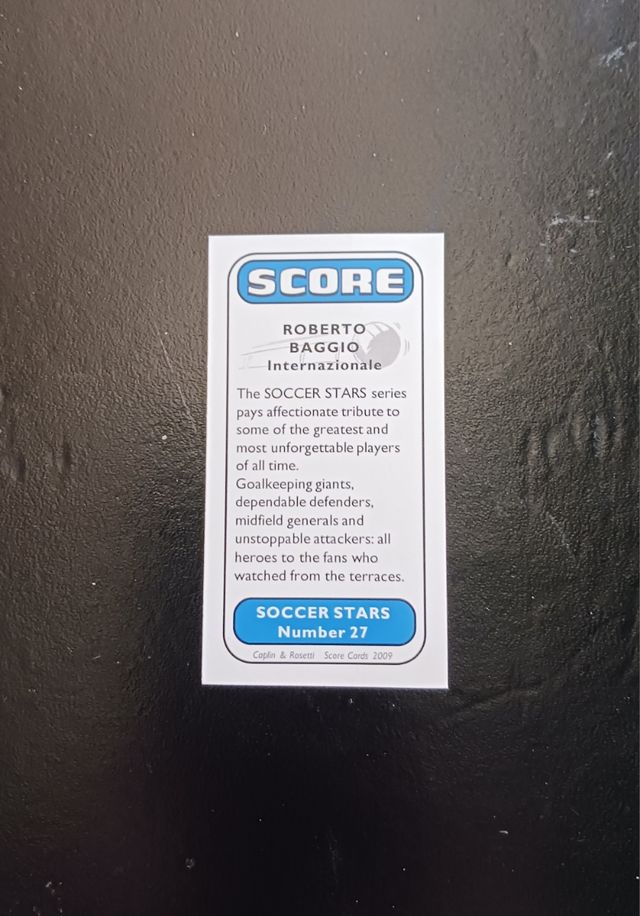 SCORE
ROBERTO
BAGGIO
Internazionale
The SOCCER STARS series
pays affectionate tribute to
some of the greatest and
most unforgettable players
of all time.
Goalkeeping giants,
dependable defenders,
midfield generals and
unstoppable attackers: all
heroes to the fans who
watched from the terraces.
SOCCER STARS
Number 27
Caplin & Rosetti Score Cards 2009